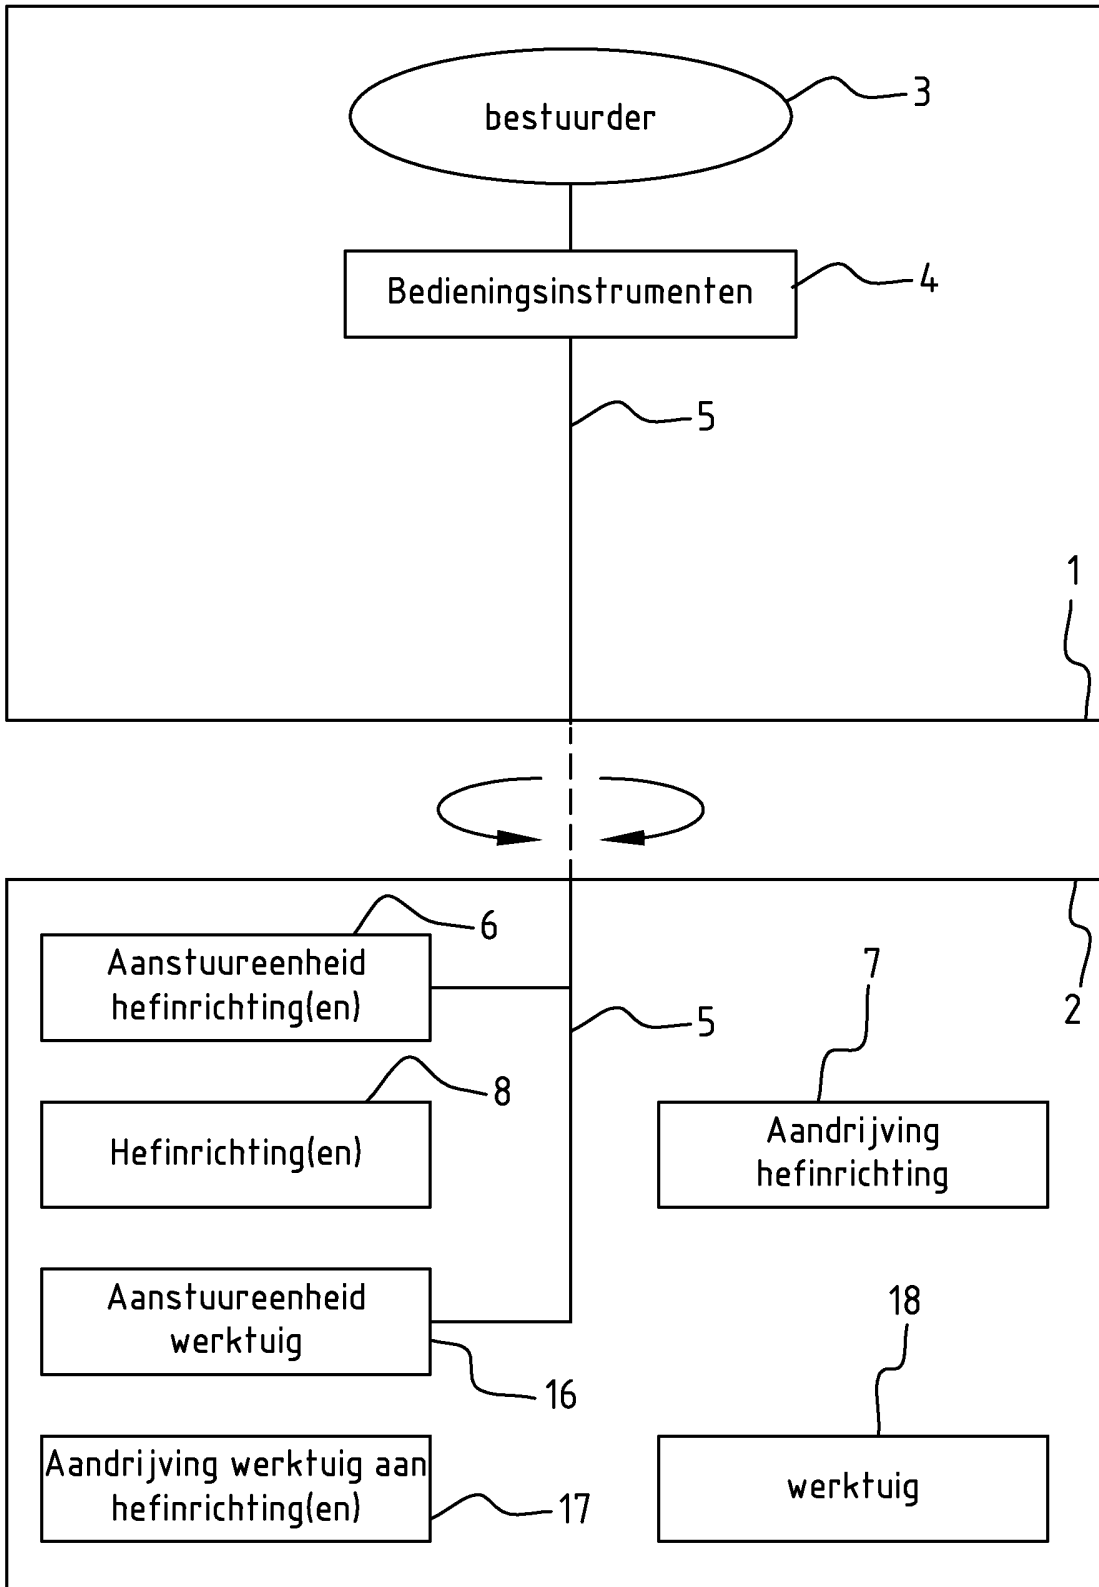 bestuurder
3
Bedieningsinstrumenten
4
5
1
6
Aanstuureenheid
hefinrichting(en)
7
2
5
8
Hefinrichting(en)
Aandrijving
hefinrichting
Aanstuureenheid
werktuig
18
16
Aandrijving werktuig aan
hefinrichting(en)
17
werktuig